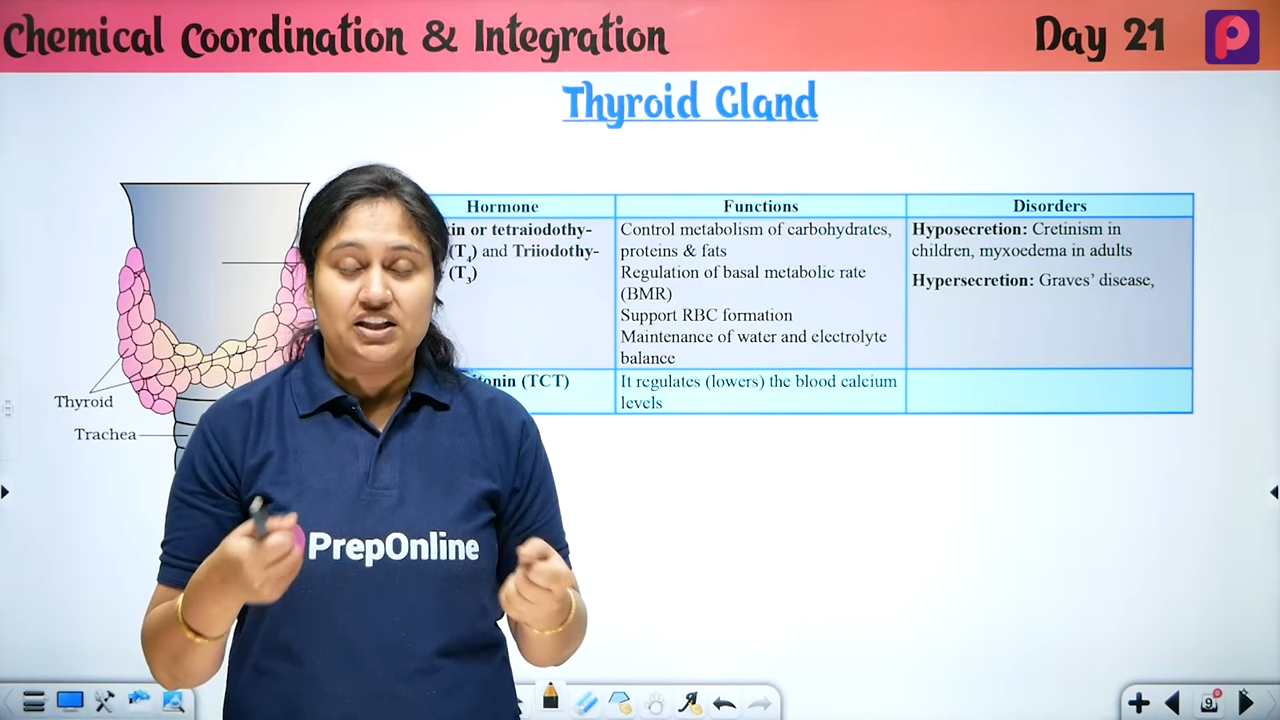 Chemical Coordination & Integration
Day 21
Thyroid Gland
Hormone
Functions
Disorders
or tetraiodothy-
(T4) and Triiodothy-
(T3)
Control metabolism of carbohydrates,
proteins & fats
Regulation of basal metabolic rate
(BMR)
Support RBC formation
Maintenance of water and electrolyte
balance
Hyposecretion: Cretinism in
children, myxoedema in adults
Hypersecretion: Graves’ disease,
(TCT)
It regulates (lowers) the blood calcium
levels
Thyroid
Trachea
PrepOnline
9